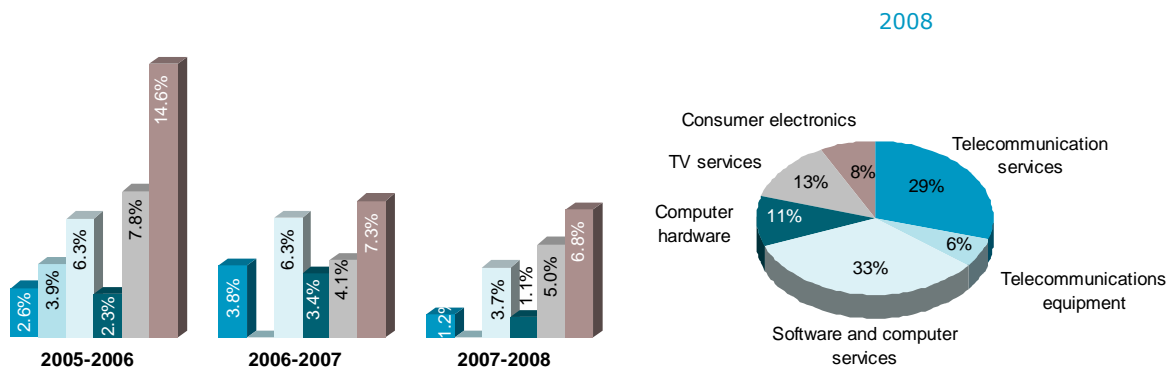 2008
14.6%
7.8%
6.3%
3.9%
2.6%
2.3%
2005-2006
3.8%
6.3%
3.4%
4.1%
7.3%
2006-2007
1.2%
3.7%
1.1%
5.0%
6.8%
2007-2008
Consumer electronics
TV services
Computer
hardware
Telecommunication
services
Telecommunications
equipment
Software and computer
services
8%
13%
29%
11%
6%
33%